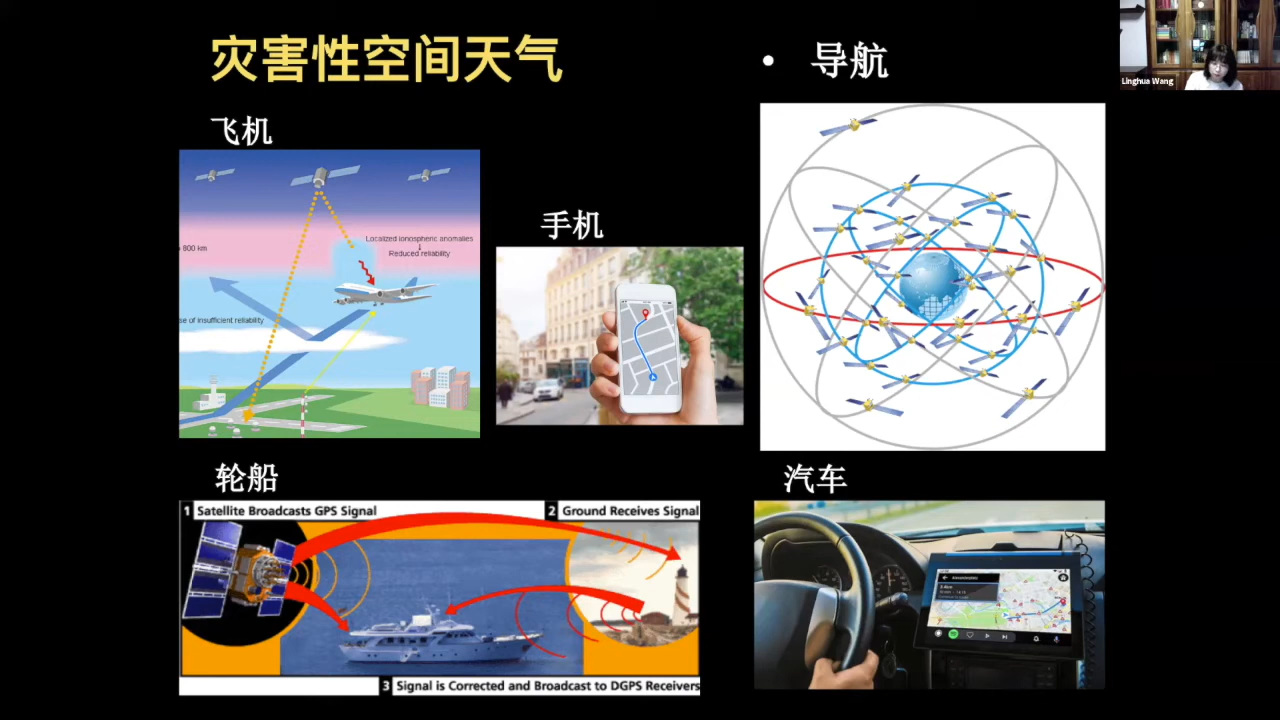 灾害性空间天气
• 导航
Linghua Wang
飞机
800 km
Localized ionospheric anomalies
↓
Reduced reliability
se of insufficient reliability
手机
轮船
汽车
1 Satellite Broadcasts GPS Signal
2 Ground Receives Signal
3 Signal is Corrected and Broadcast to DGPS Receivers